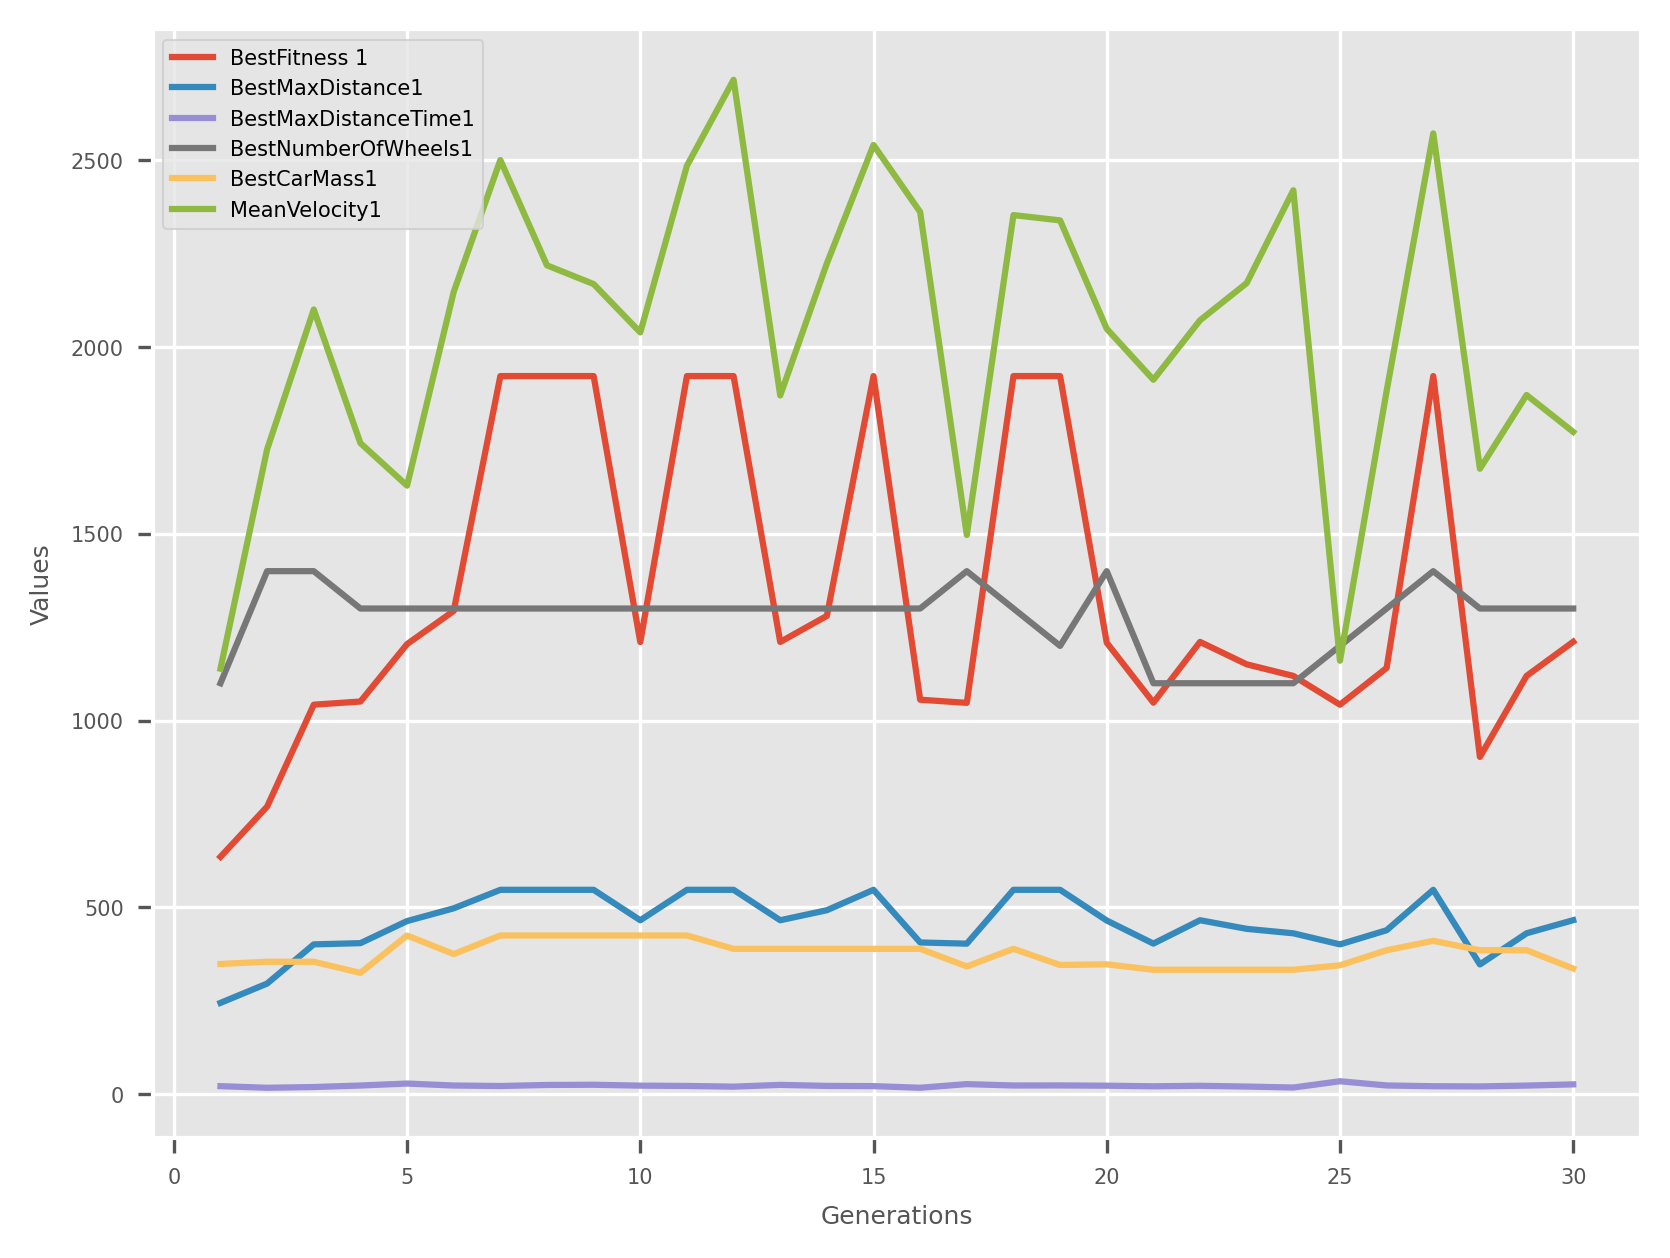 BestFitness 1
BestMaxDistance1
BestMaxDistanceTime1
BestNumberOfWheels1
BestCarMass1
MeanVelocity1
2500
2000
1500
1000
500
0
Values
0 5 10 15 20 25 30
Generations